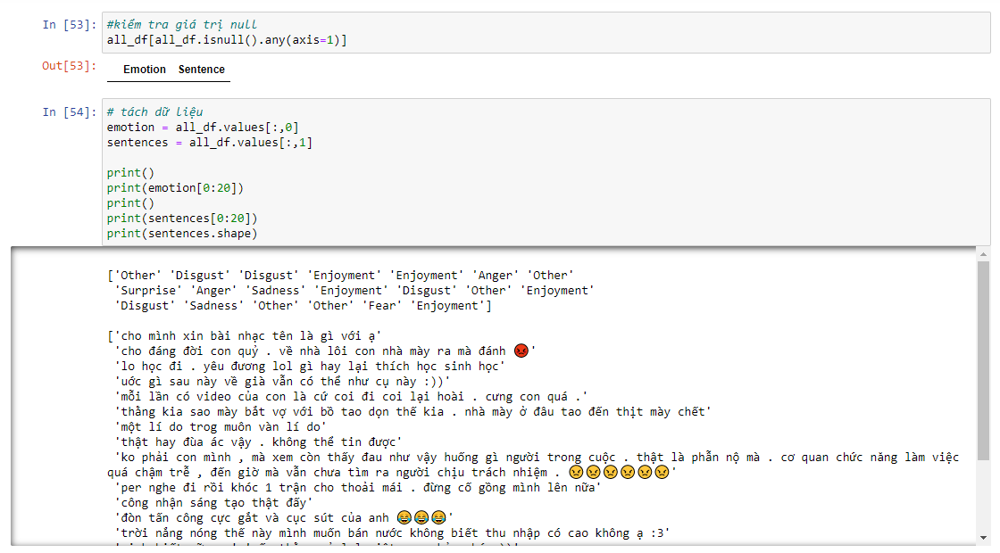 In [53]: #kiểm tra giá trị null
all_df[all_df.isnull().any(axis=1)]
Out[53]: Emotion Sentence
In [54]: # tách dữ liệu
emotion = all_df.values[:,0]
sentences = all_df.values[:,1]
print()
print(emotion[0:20])
print()
print(sentences[0:20])
print(sentences.shape)
['Other' 'Disgust' 'Disgust' 'Enjoyment' 'Enjoyment' 'Anger' 'Other'
'Surprise' 'Anger' 'Sadness' 'Enjoyment' 'Disgust' 'Other' 'Enjoyment'
'Disgust' 'Sadness' 'Other' 'Other' 'Fear' 'Enjoyment']
['cho mình xin bài nhạc tên là gì với ạ'
'cho đáng đời con quỷ . về nhà lôi con nhà mày ra mà đánh 😡'
'lo học đi . yêu đương lol gì hay lại thích học sinh học'
'uớc gì sau này về già vẫn có thể như cụ này :))'
'mỗi lần có video của con là cứ coi đi coi lại hoài . cưng con quá .'
'thằng kia sao mày bắt vợ với bồ tao dọn thế kia . nhà mày ở đâu tao đến thịt mày chết'
'một lí do trog muôn vàn lí do'
'thật hay đùa ác vậy . không thể tin được'
'ko phải con mình , mà xem còn thấy đau như vậy huống gì người trong cuộc . thật là phẫn nộ mà . cơ quan chức năng làm việc
quá chậm trễ , đến giờ mà vẫn chưa tìm ra người chịu trách nhiệm . 😠😠😠😠😠😠'
'per nghe đi rồi khóc 1 trận cho thoải mái . đừng cố gồng mình lên nữa'
'công nhận sáng tạo thật đấy'
'đòn tấn công cực gắt và cục sút của anh 😂😂😂'
'trời nắng nóng thế này mình muốn bán nước không biết thu nhập có cao không ạ :3'